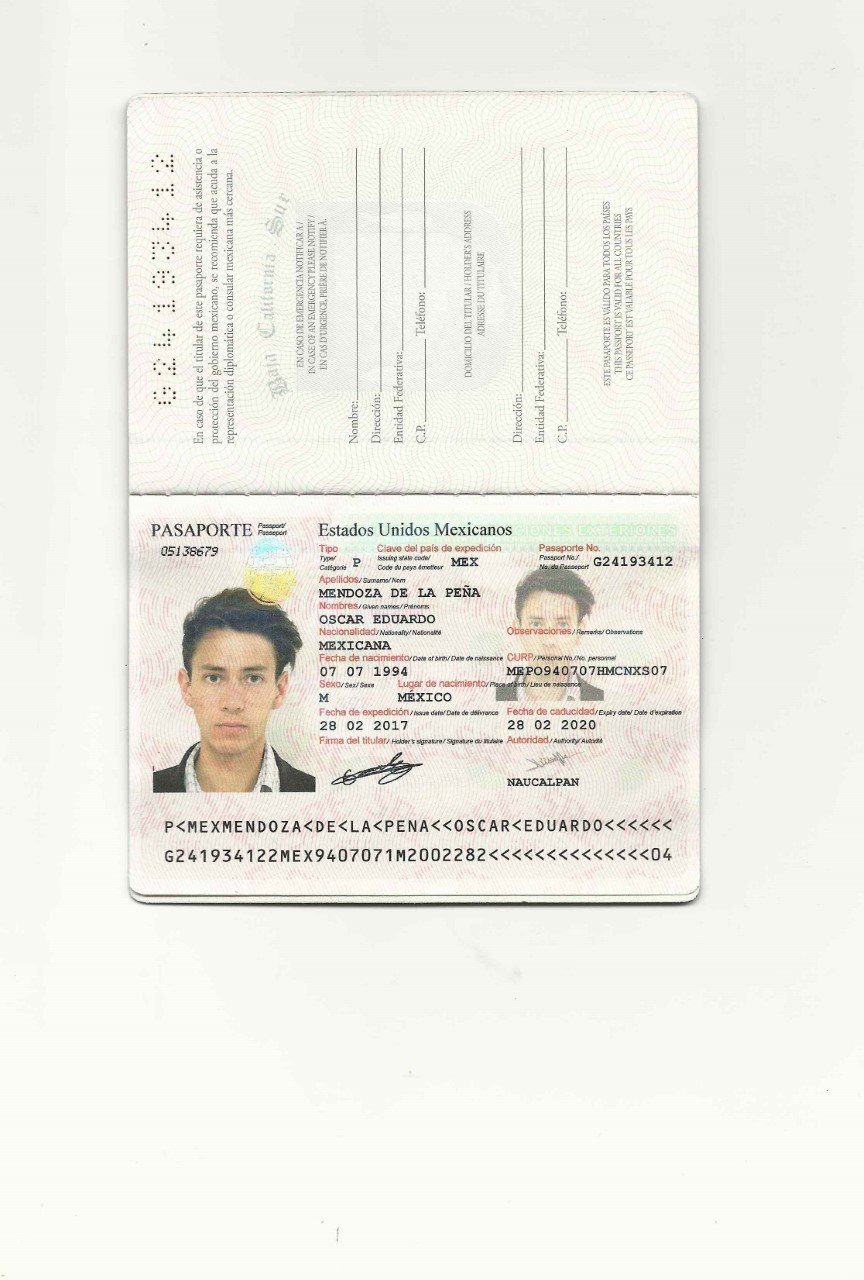 G24193412
En caso de que el titular de este pasaporte requiera de asistencia o
protección del gobierno mexicano, se recomienda que acuda a la
representación diplomática o consular mexicana más cercana.
Baja California Sur
EN CASO DE EMERGENCIA NOTIFICAR A /
IN CASE OF AN EMERGENCY PLEASE NOTIFY /
EN CAS D'URGENCE, PRIÈRE DE NOTIFIER À.
Nombre:
Dirección:
Entidad Federativa:
C.P. Teléfono:
DOMICILIO DEL TITULAR / HOLDER'S ADDRESS
ADRESSE DU TITULAIRE
Dirección:
Entidad Federativa:
C.P. Teléfono:
ESTE PASAPORTE ES VÁLIDO PARA TODOS LOS PAÍSES
THIS PASSPORT IS VALID FOR ALL COUNTRIES
CE PASSEPORT EST VALABLE POUR TOUS LES PAYS
PASAPORTE Passport/ Passeport Estados Unidos Mexicanos
05138679
Tipo Clave del país de expedición Pasaporte No.
Type/ Issuing state code/ Passport No./
Catégorie P Code du pays émetteur MEX No. de Passeport G24193412
Apellidos/ Surname/ Nom
MENDOZA DE LA PEÑA
Nombres/ Given names/ Prénoms
OSCAR EDUARDO
Nacionalidad/ Nationality/ Nationalité Observaciones/ Remarks/ Observations
MEXICANA
Fecha de nacimiento/ Date of birth/ Date de naissance CURP/ Personal No./ No. personnel
07 07 1994 MEPO940707HMCNXS07
Sexo/ Sex/ Sexe Lugar de nacimiento/ Place of birth/ Lieu de naissance
M MÉXICO
Fecha de expedición/ Issue date/ Date de délivrance Fecha de caducidad/ Expiry date/ Date d'expiration
28 02 2017 28 02 2020
Firma del titular/ Holder's signature/ Signature du titulaire Autoridad/ Authority/ Autorité
NAUCALPAN
P<MEXMENDOZA<DE<LA<PENA<<OSCAR<EDUARDO<<<<<<
G241934122MEX9407071M2002282<<<<<<<<<<<<<<04